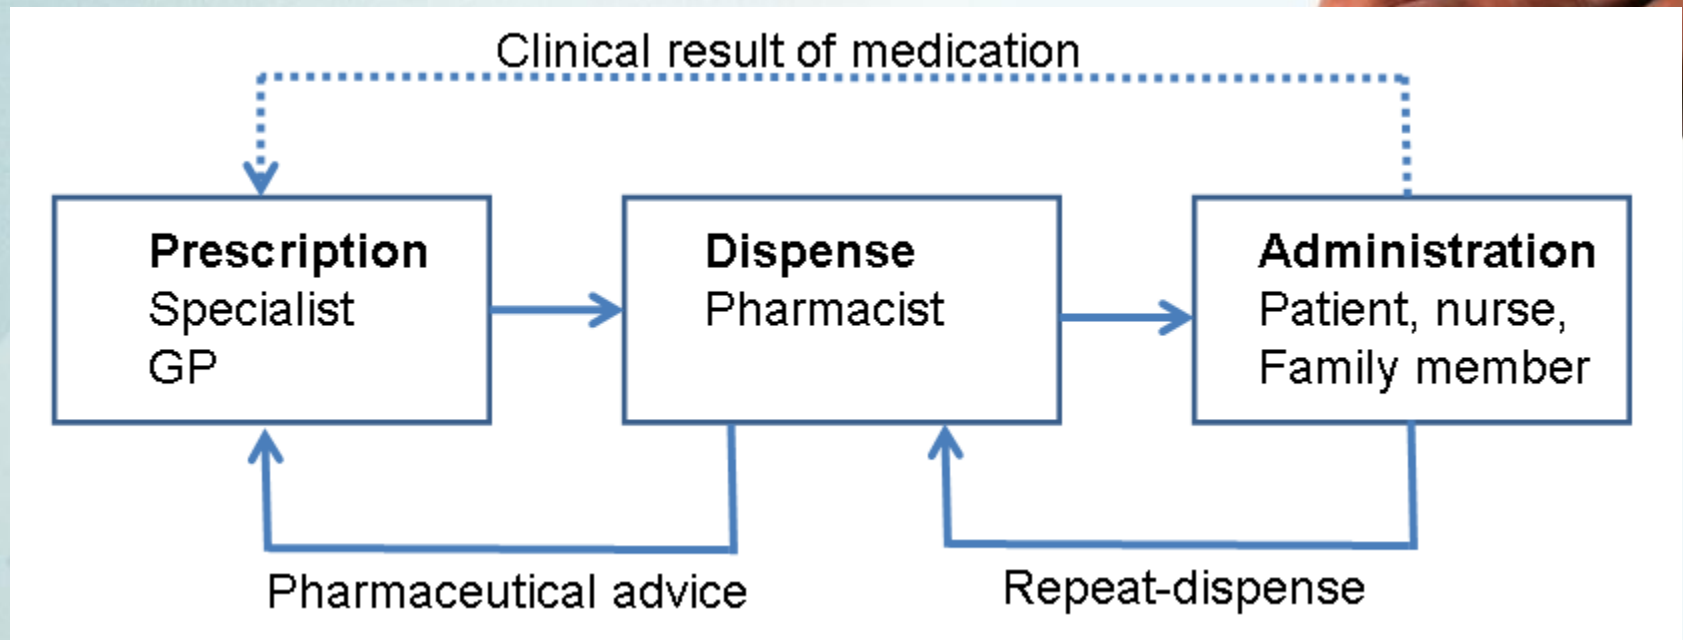 Clinical result of medication
Prescription
Specialist
GP
Dispense
Pharmacist
Administration
Patient, nurse,
Family member
Pharmaceutical advice
Repeat-dispense